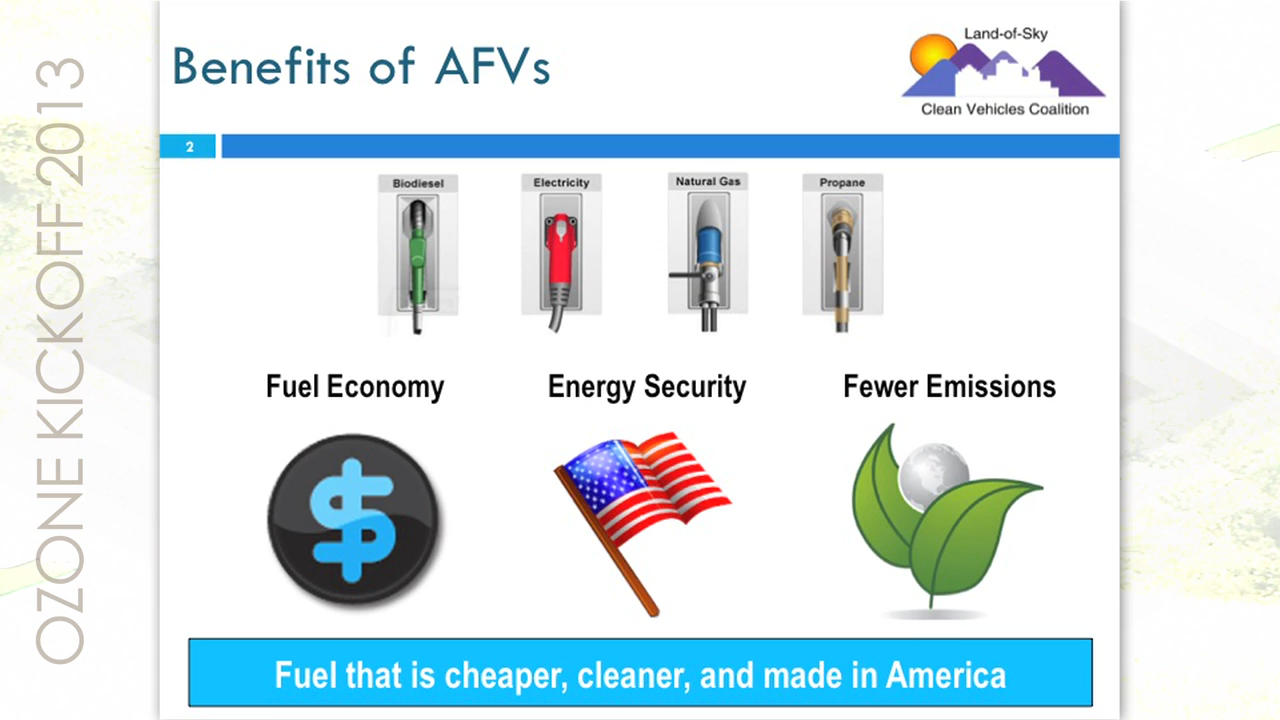 OZONE KICKOFF 2013
Benefits of AFVs
Land-of-Sky
Clean Vehicles Coalition
2
Biodiesel
Electricity
Natural Gas
Propane
Fuel Economy
Energy Security
Fewer Emissions
$
Fuel that is cheaper, cleaner, and made in America